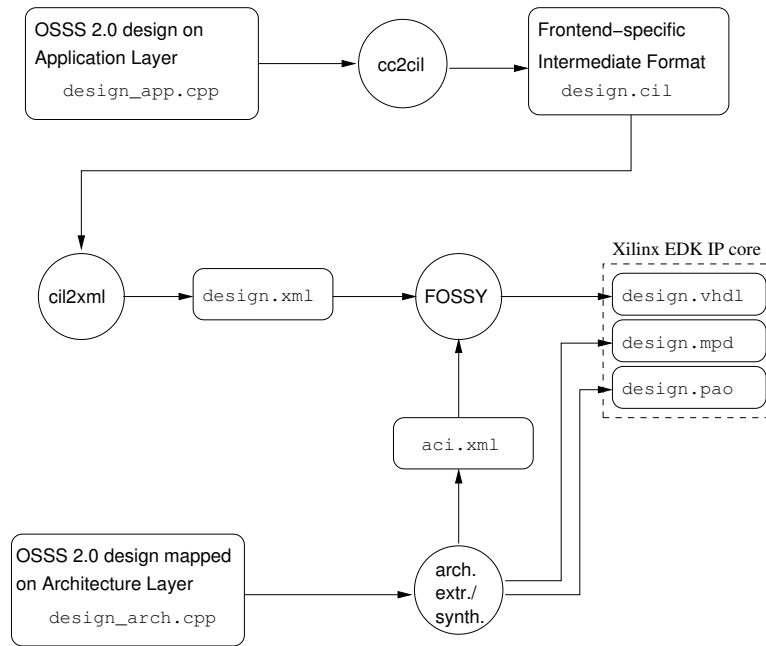 OSSS 2.0 design on
Application Layer
design_app.cpp
cc2cil
Frontend−specific
Intermediate Format
design.cil
Xilinx EDK IP core
cil2xml
design.xml
FOSSY
design.vhdl
design.mpd
design.pao
aci.xml
OSSS 2.0 design mapped
on Architecture Layer
design_arch.cpp
arch.
extr./
synth.